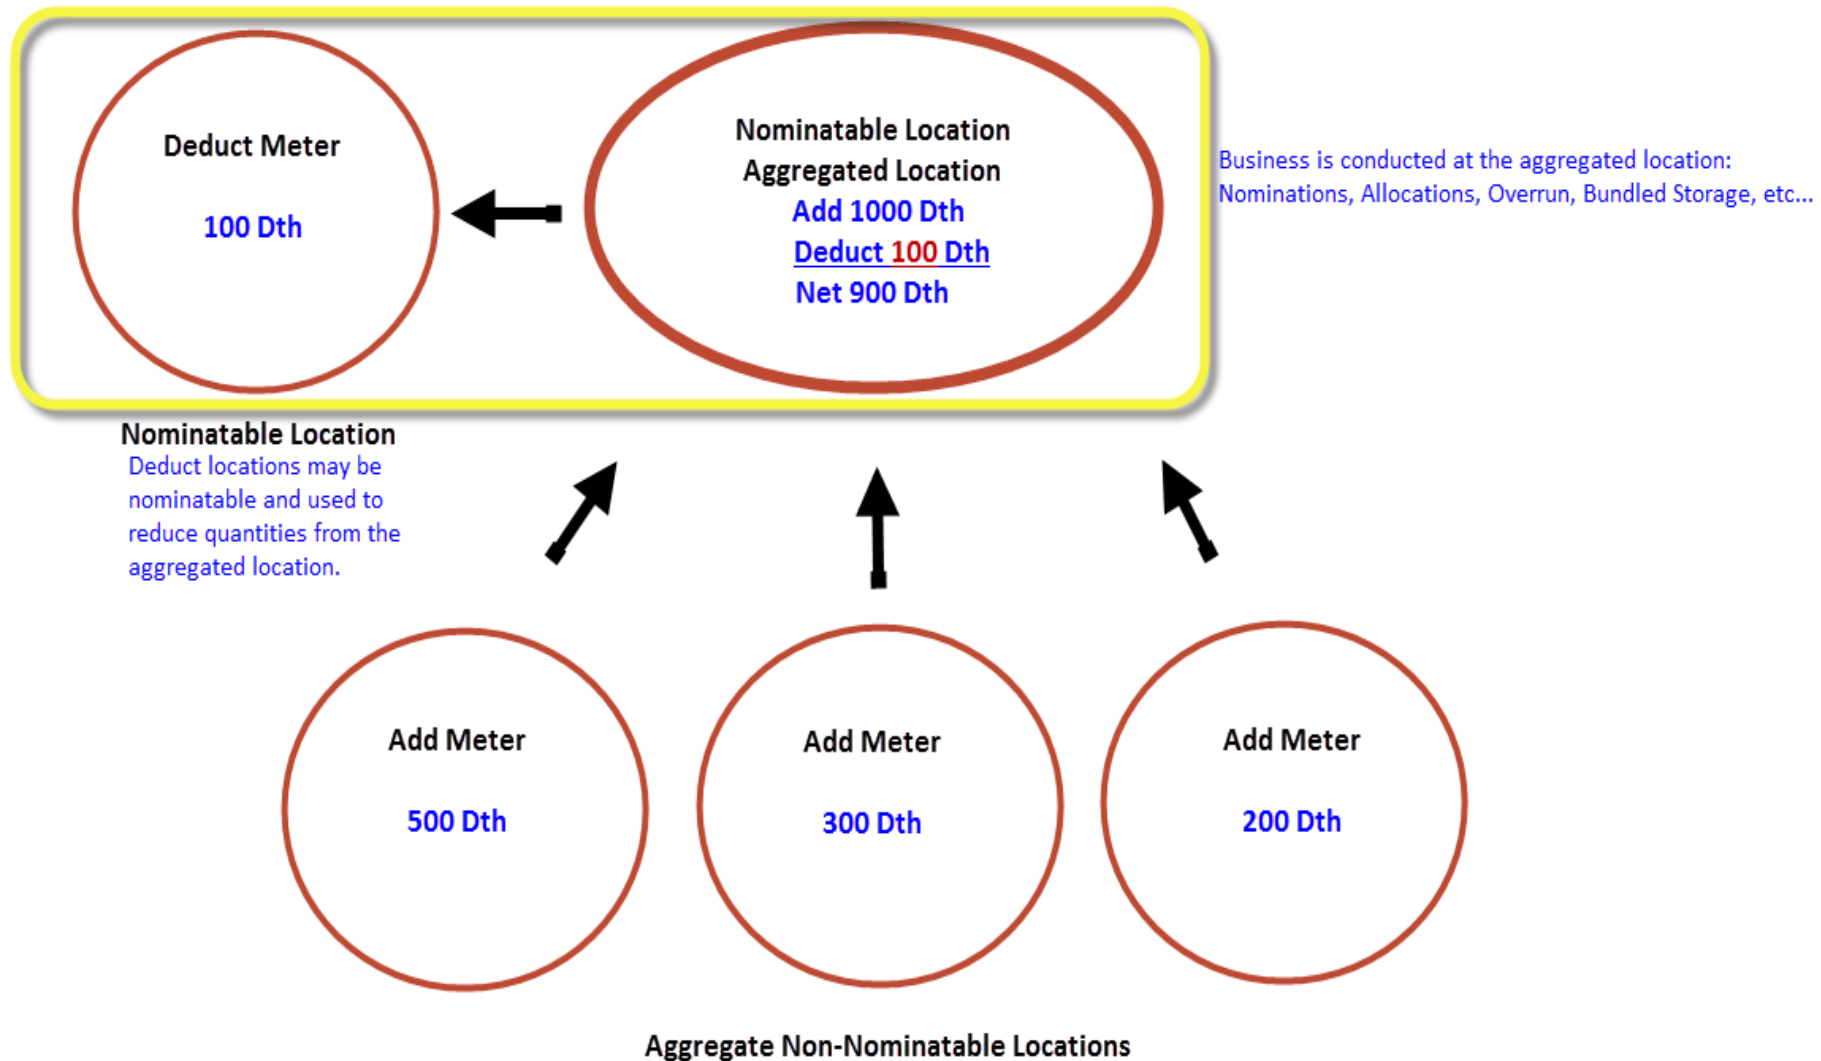 Deduct Meter
100 Dth
Nominatable Location
Aggregated Location
Add 1000 Dth
Deduct 100 Dth
Net 900 Dth
Business is conducted at the aggregated location:
Nominations, Allocations, Overrun, Bundled Storage, etc...
Nominatable Location
Deduct locations may be
nominatable and used to
reduce quantities from the
aggregated location.
Add Meter
500 Dth
Add Meter
300 Dth
Add Meter
200 Dth
Aggregate Non-Nominatable Locations